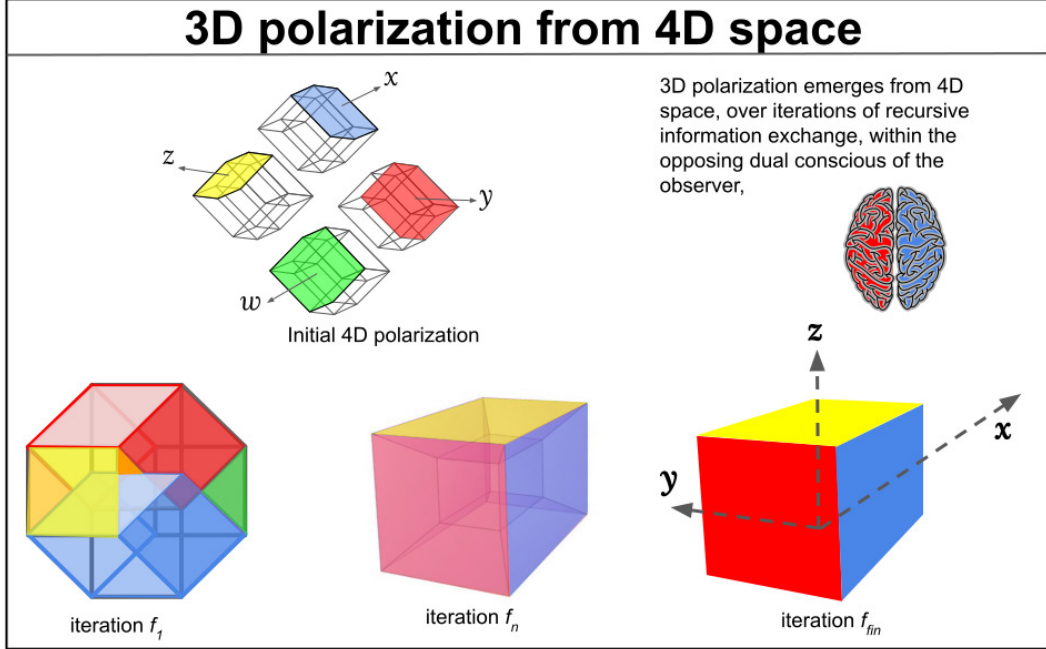 3D polarization from 4D space
x
3D polarization emerges from 4D
space, over iterations of recursive
information exchange, within the
opposing dual conscious of the
observer,
z
y
w
Initial 4D polarization
z
x
y
iteration f₁
iteration fₙ
iteration f_fin